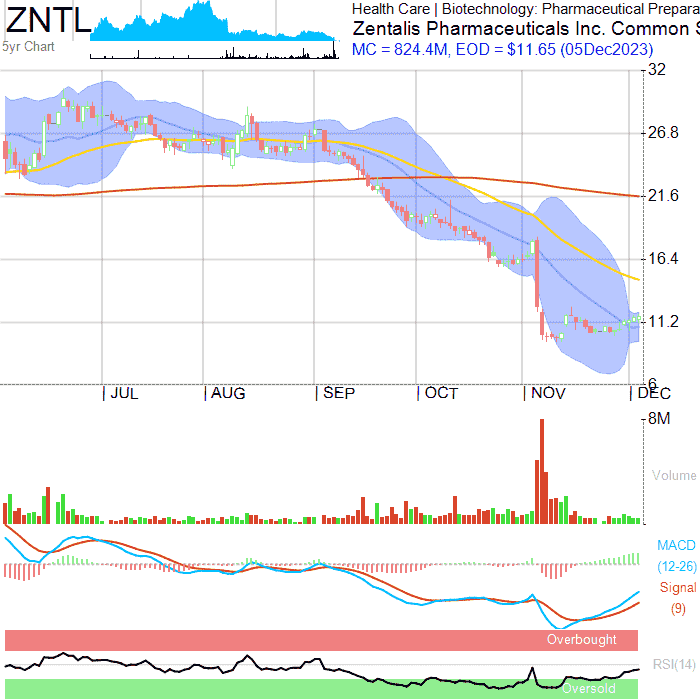 ZNTL
5yr Chart
Health Care | Biotechnology: Pharmaceutical Prepara
Zentalis Pharmaceuticals Inc. Common S
MC = 824.4M, EOD = $11.65 (05Dec2023)
32
26.8
21.6
16.4
11.2
6
JUL AUG SEP OCT NOV DEC
8M
Volume
MACD
(12-26)
Signal
(9)
Overbought
RSI(14)
Oversold